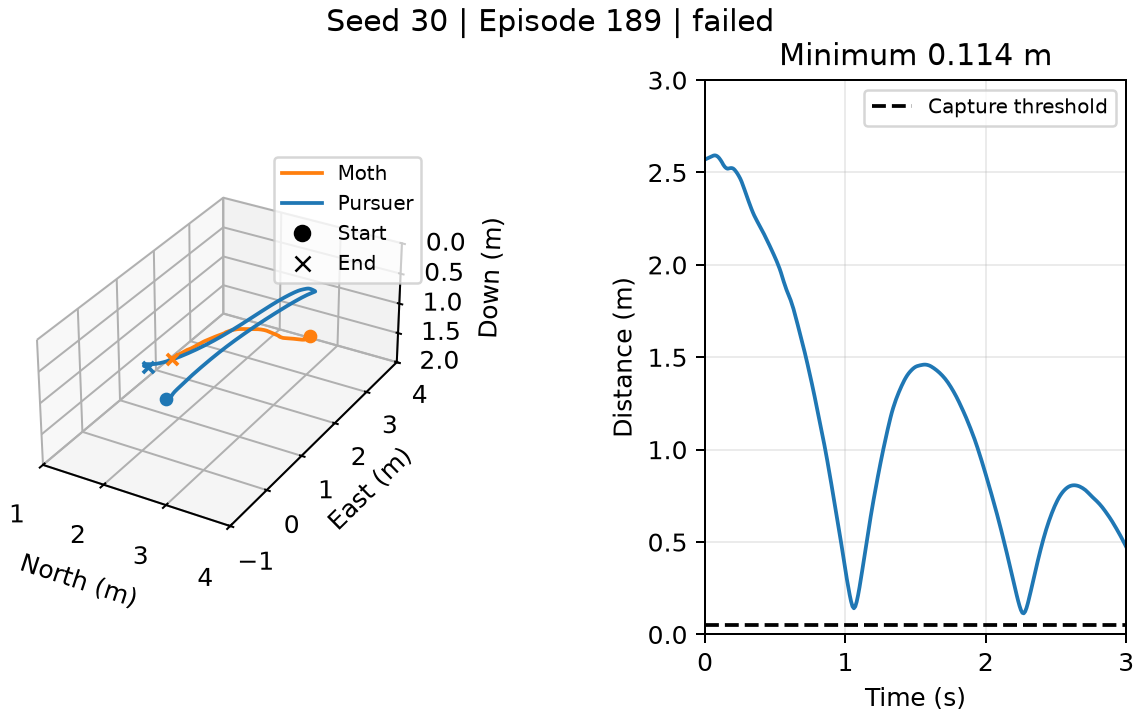 Seed 30 | Episode 189 | failed
Moth
Pursuer
Start
End
0.0
0.5
1.0
1.5
2.0
Down (m)
4
3
2
1
0
−1
East (m)
1
2
3
4
North (m)
Minimum 0.114 m
Capture threshold
3.0
2.5
2.0
1.5
1.0
0.5
0.0
Distance (m)
0
1
2
3
Time (s)